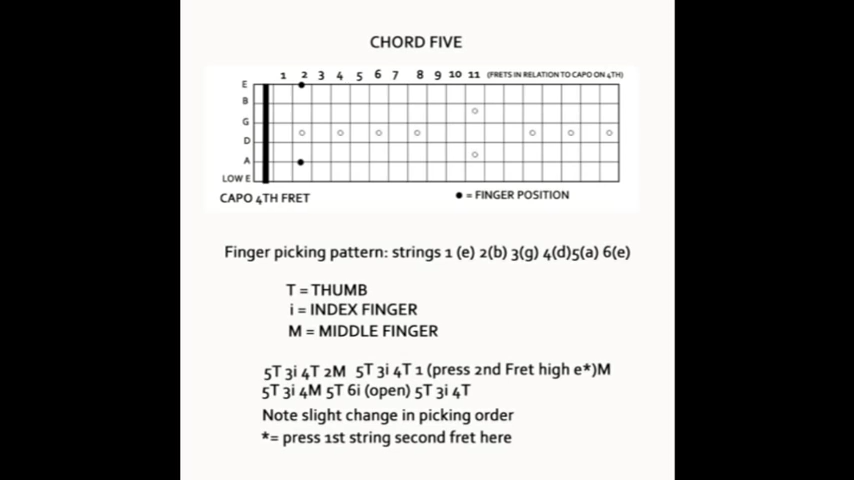 CHORD FIVE
1 2 3 4 5 6 7 8 9 10 11 (FRETS IN RELATION TO CAPO ON 4TH)
E
B
G
D
A
LOW E
CAPO 4TH FRET
= FINGER POSITION
Finger picking pattern: strings 1 (e) 2(b) 3(g) 4(d)5(a) 6(e)
T = THUMB
i = INDEX FINGER
M = MIDDLE FINGER
5T 3i 4T 2M 5T 3i 4T 1 (press 2nd Fret high e*)M
5T 3i 4M 5T 6i (open) 5T 3i 4T
Note slight change in picking order
*= press 1st string second fret here